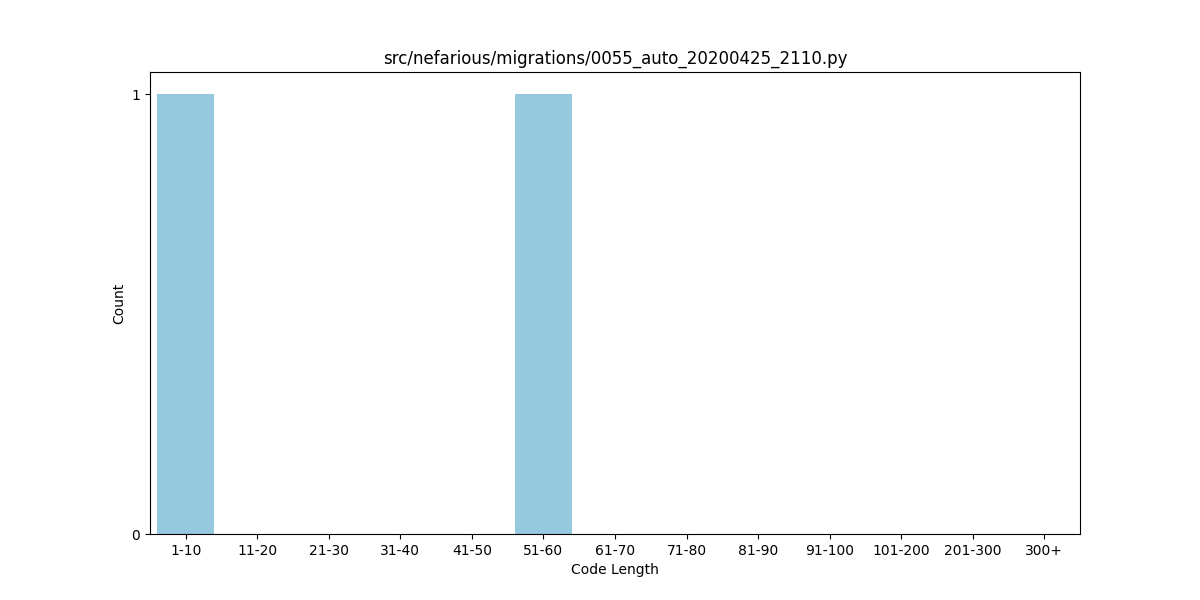 src/nefarious/migrations/0055_auto_20200425_2110.py
1
Count
0
1-10 11-20 21-30 31-40 41-50 51-60 61-70 71-80 81-90 91-100 101-200 201-300 300+
Code Length